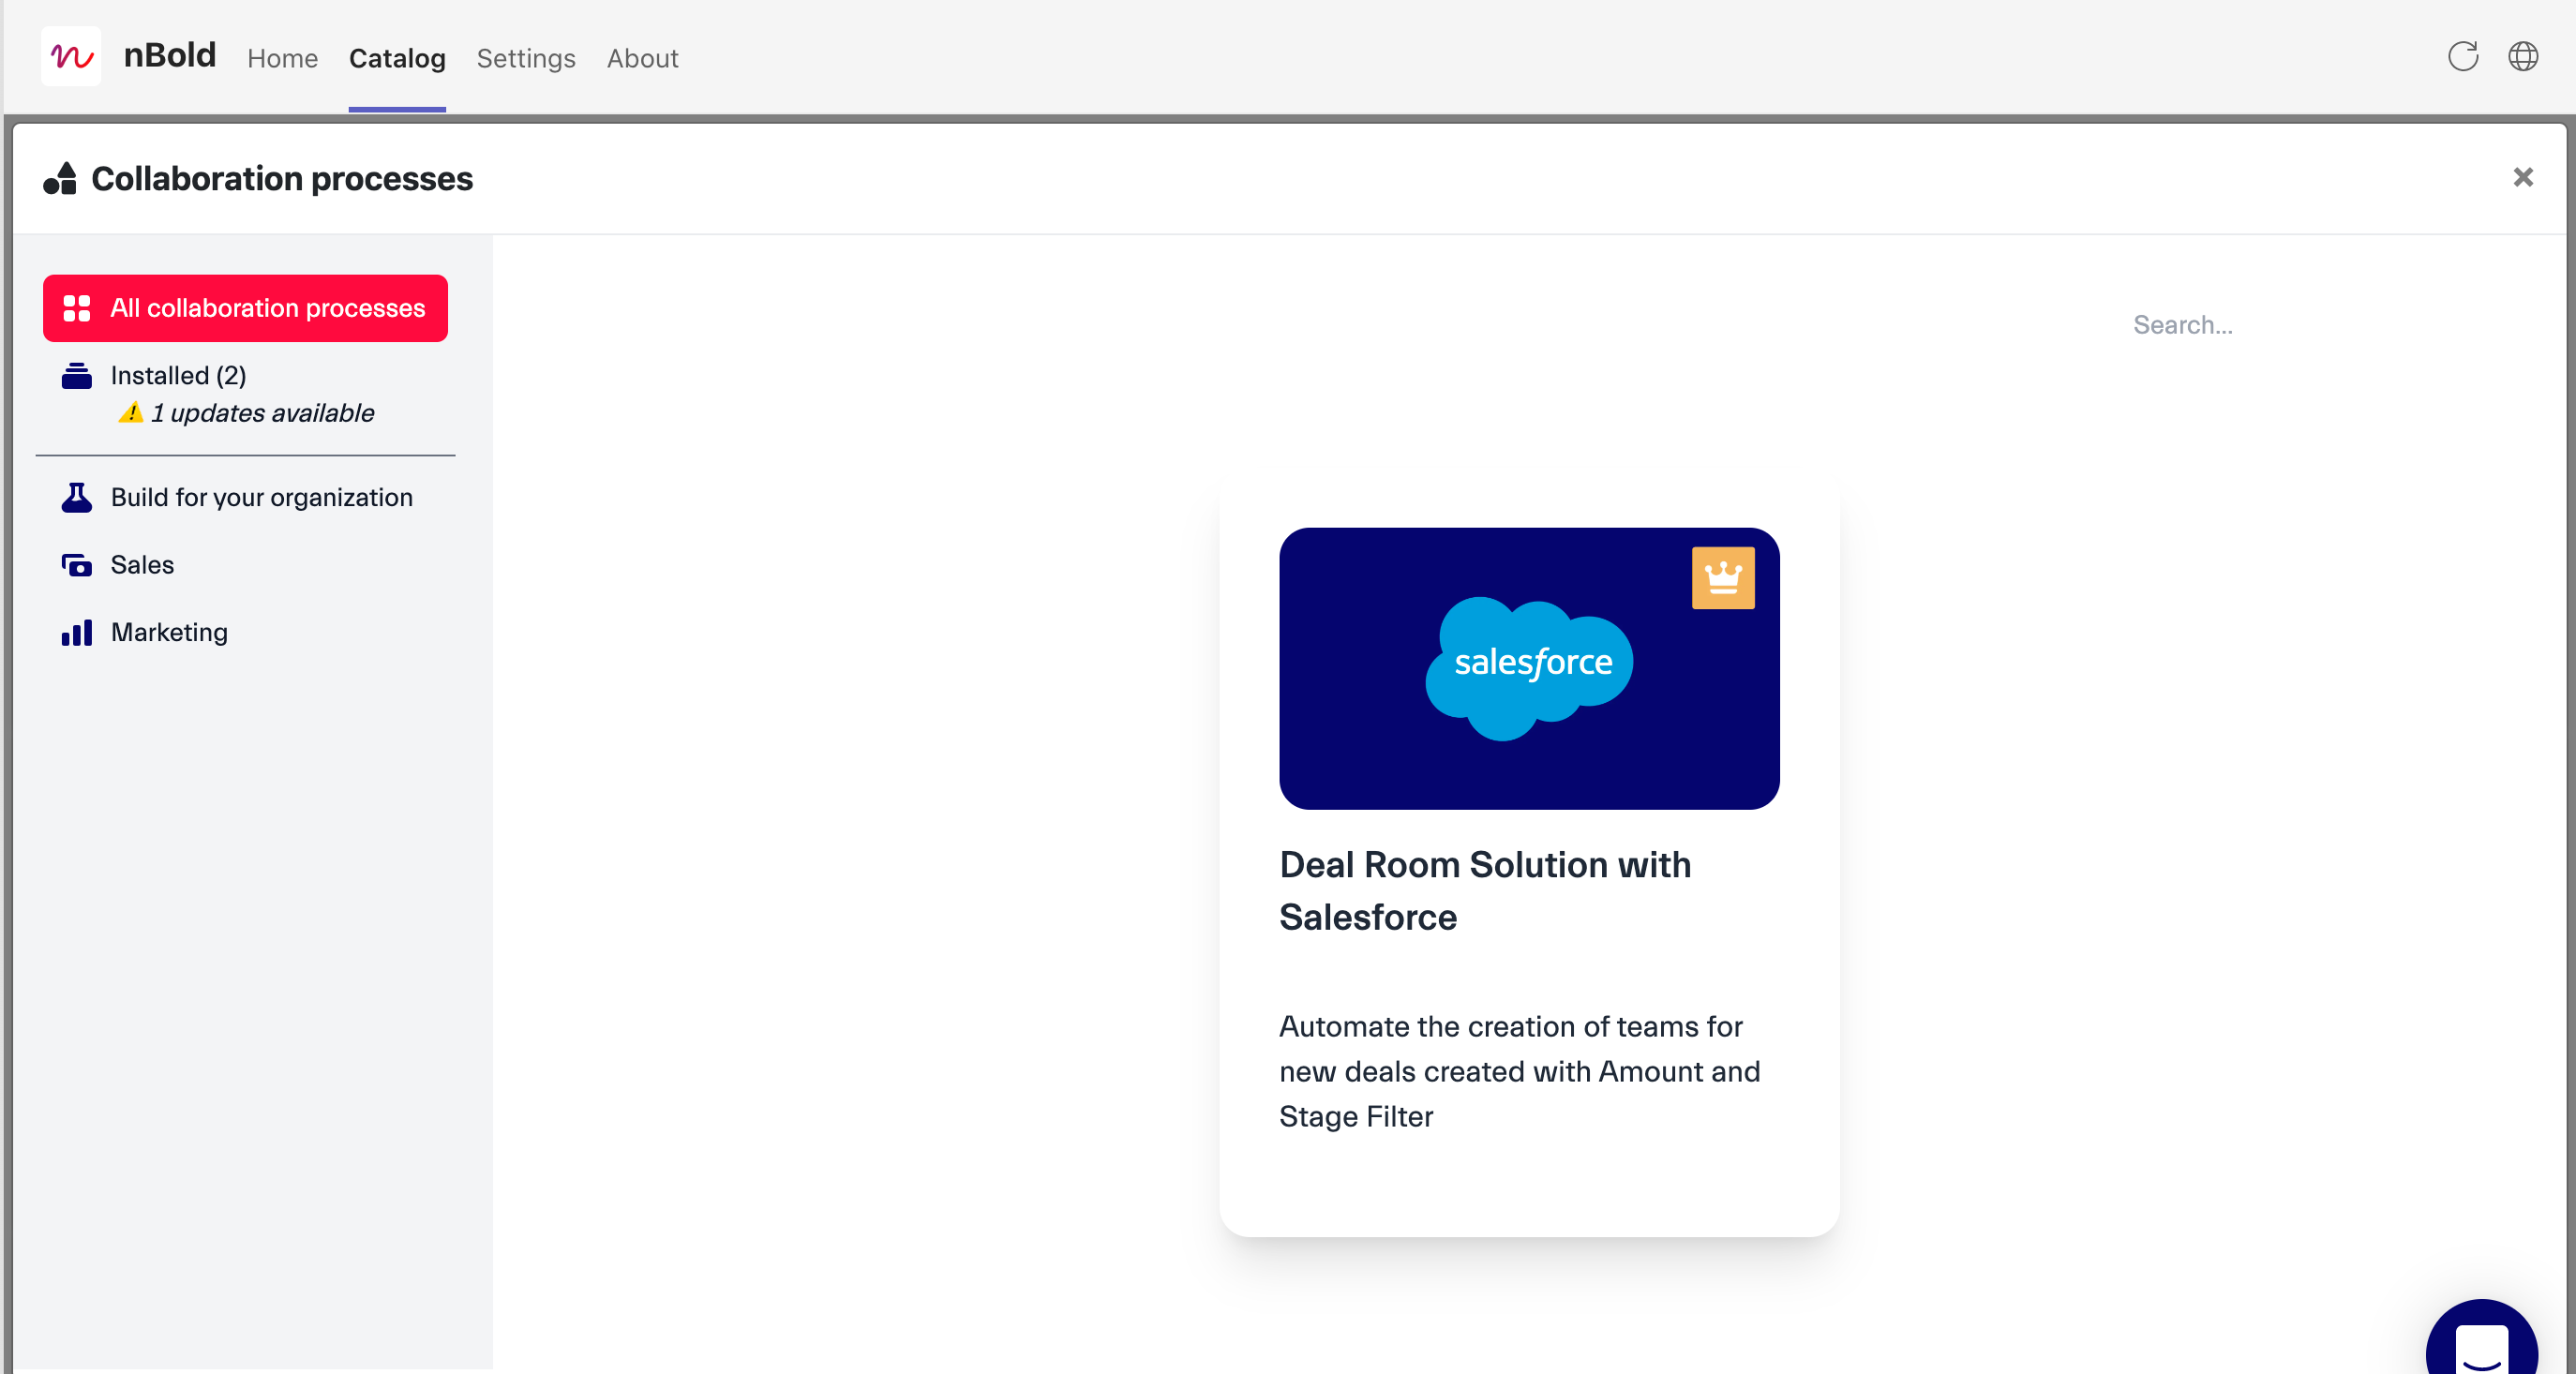 nBold
Home
Catalog
Settings
About
Collaboration processes
All collaboration processes
Installed (2)
1 updates available
Build for your organization
Sales
Marketing
Search...
salesforce
Deal Room Solution with
Salesforce
Automate the creation of teams for
new deals created with Amount and
Stage Filter